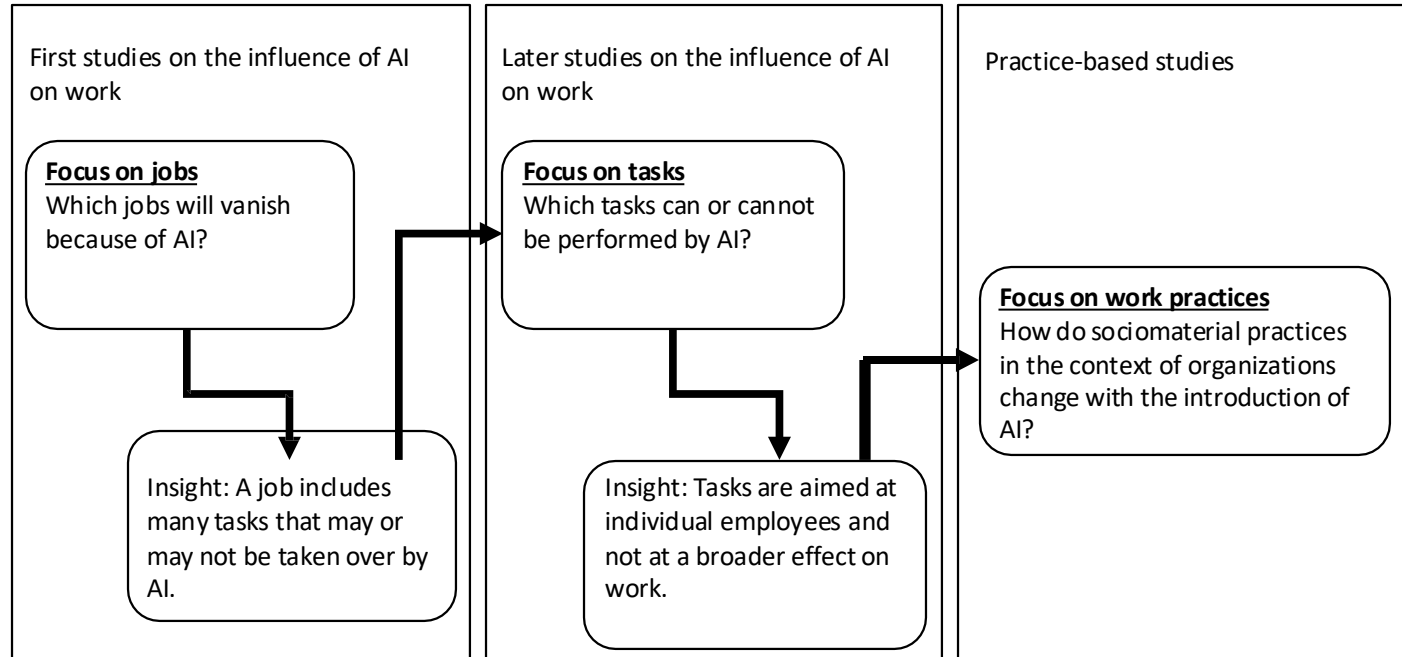 First studies on the influence of AI
on work
Focus on jobs
Which jobs will vanish
because of AI?
Insight: A job includes
many tasks that may or
may not be taken over by
AI.
Later studies on the influence of AI
on work
Focus on tasks
Which tasks can or cannot
be performed by AI?
Insight: Tasks are aimed at
individual employees and
not at a broader effect on
work.
Practice-based studies
Focus on work practices
How do sociomaterial practices
in the context of organizations
change with the introduction of
AI?